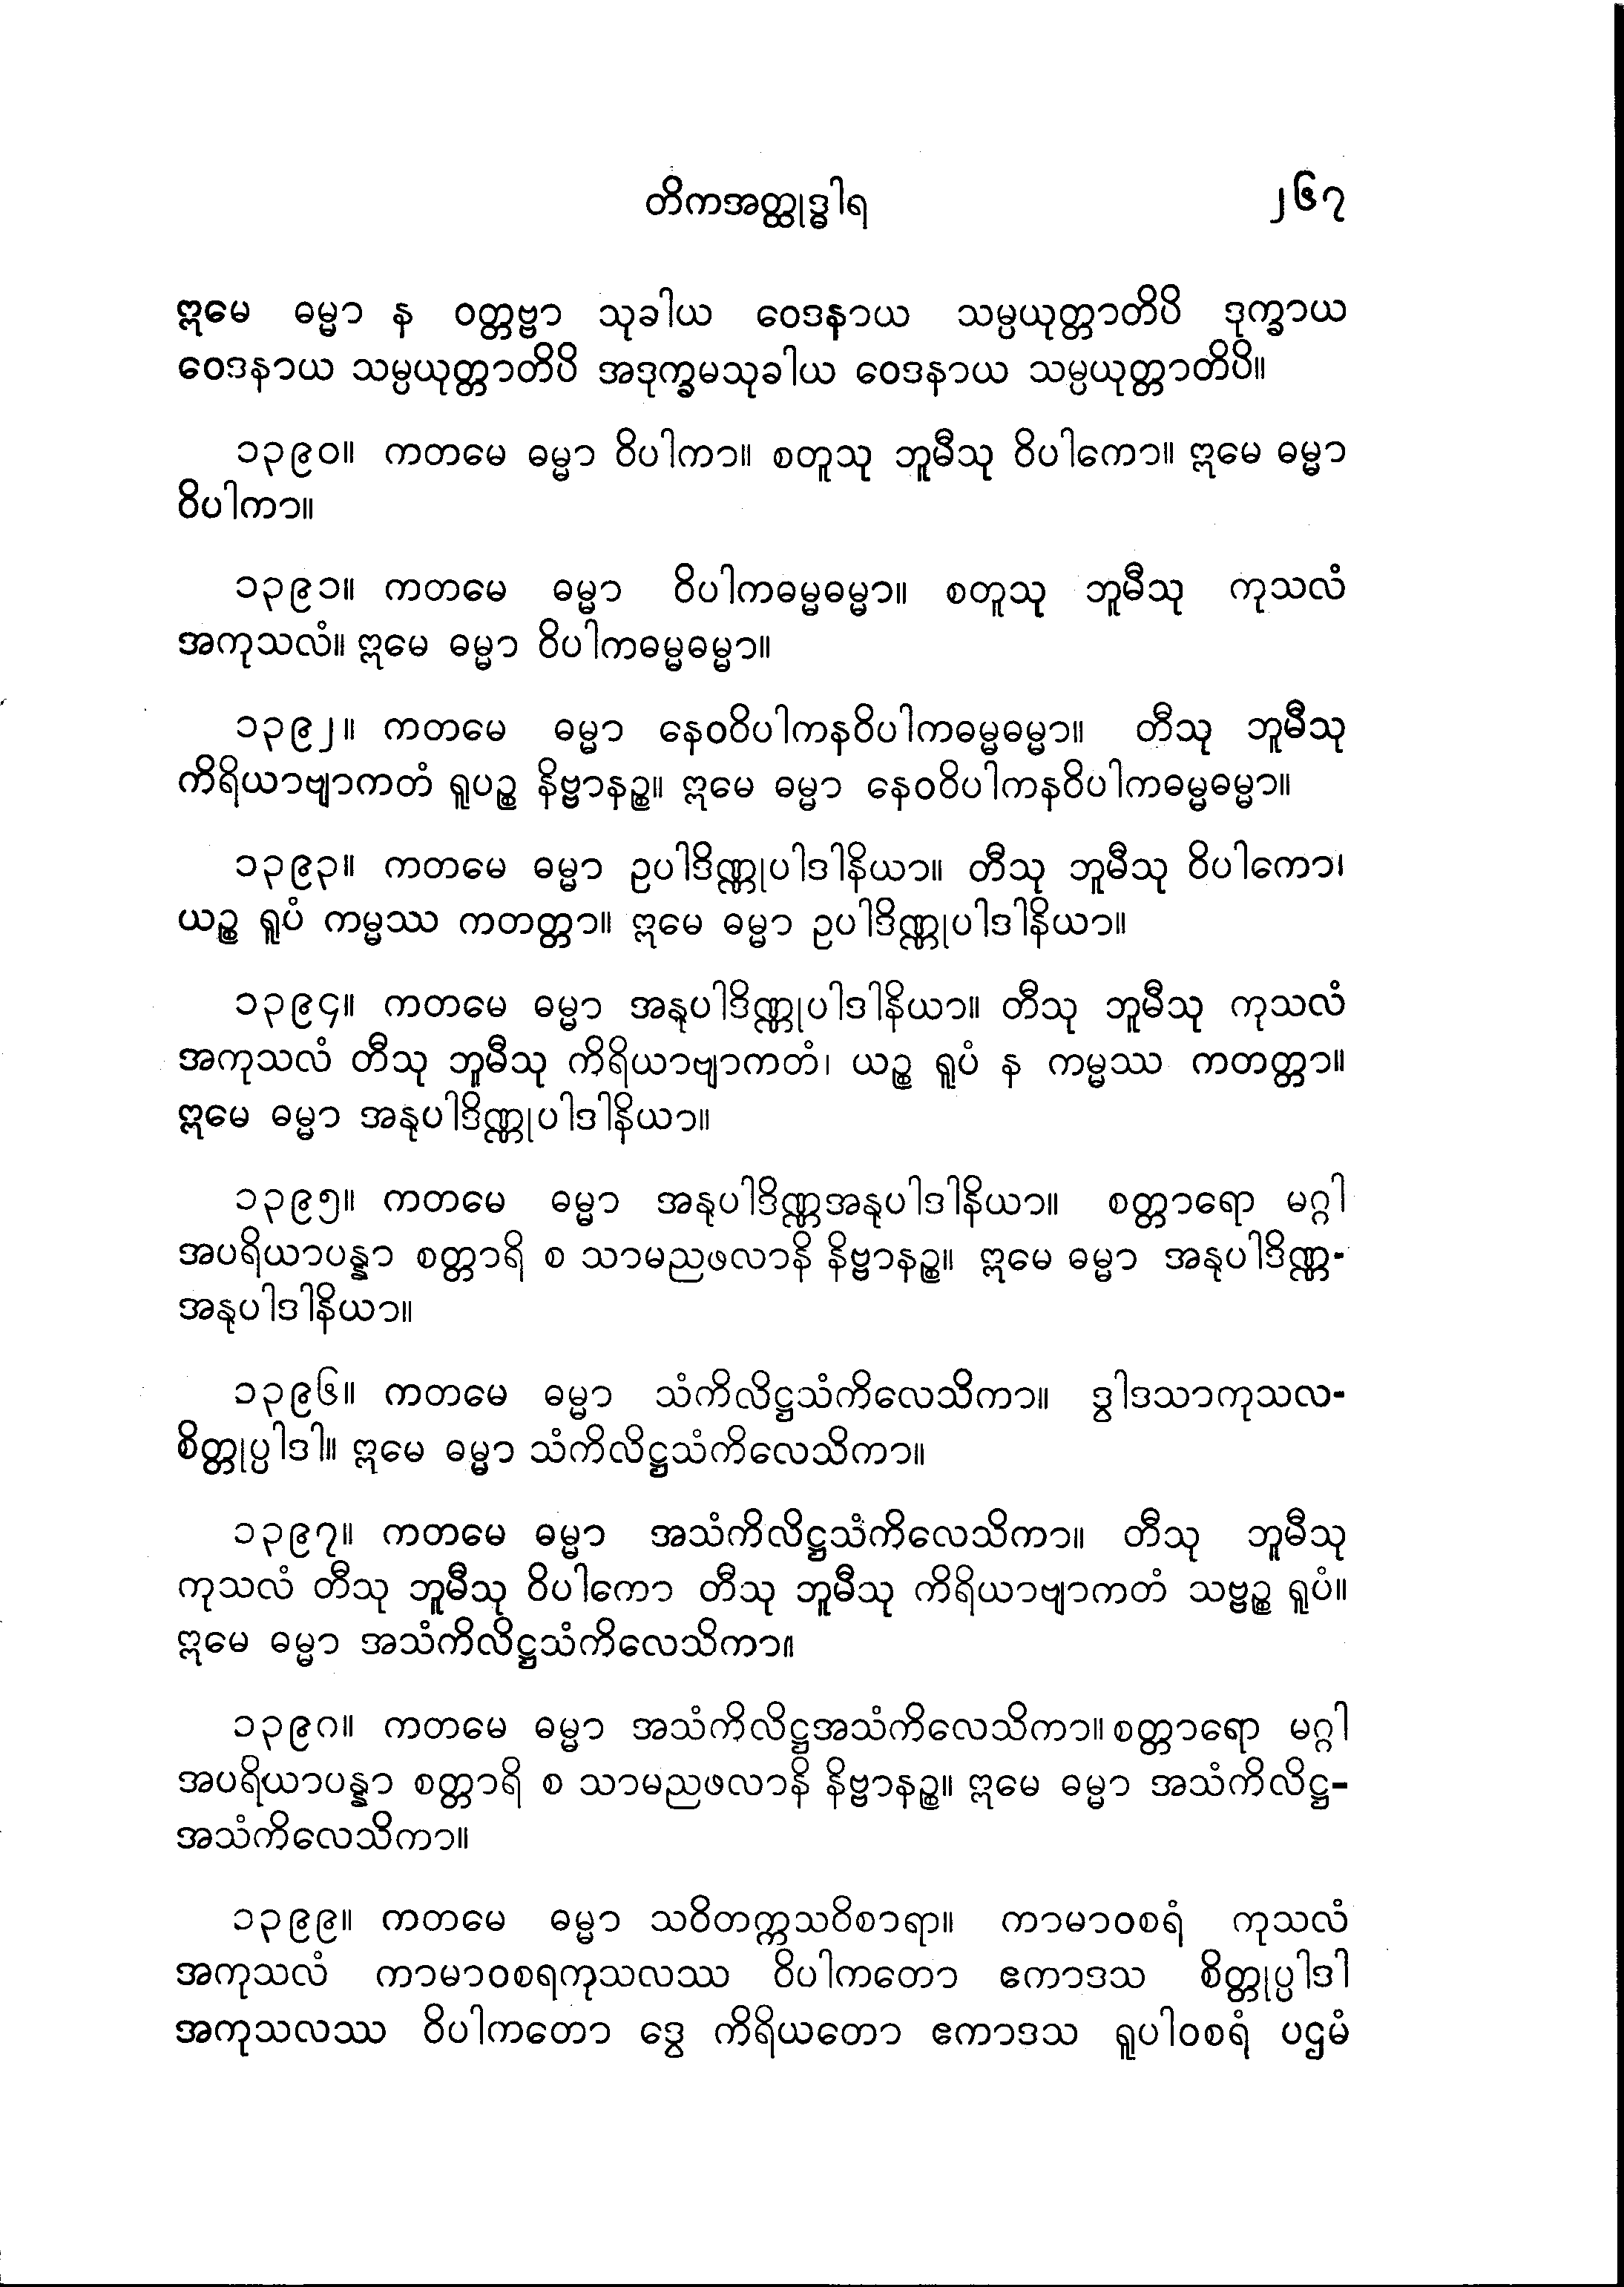 တိကအတ္ထုဒ္ဓါရ ၂၆၇
ဣမေ ဓမ္မာ န ဝတ္တဗ္ဗာ သုခါယ ဝေဒနာယ သမ္ပယုတ္တာတိပိ ဒုက္ခာယ
ဝေဒနာယ သမ္ပယုတ္တာတိပိ အဒုက္ခမသုခါယ ဝေဒနာယ သမ္ပယုတ္တာတိပိ။
၁၃၉၀။ ကတမေ ဓမ္မာ ဝိပါကာ။ စတူသု ဘူမီသု ဝိပါကော။ ဣမေ ဓမ္မာ
ဝိပါကာ။
၁၃၉၁။ ကတမေ ဓမ္မာ ဝိပါကဓမ္မဓမ္မာ။ စတူသု ဘူမီသု ကုသလံ
အကုသလံ။ ဣမေ ဓမ္မာ ဝိပါကဓမ္မဓမ္မာ။
၁၃၉၂။ ကတမေ ဓမ္မာ နေဝဝိပါကနဝိပါကဓမ္မဓမ္မာ။ တီသု ဘူမီသု
ကိရိယာဗျာကတံ ရူပဉ္စ နိဗ္ဗာနဉ္စ။ ဣမေ ဓမ္မာ နေဝဝိပါကနဝိပါကဓမ္မဓမ္မာ။
၁၃၉၃။ ကတမေ ဓမ္မာ ဥပါဒိဏ္ဏုပါဒါနိယာ။ တီသု ဘူမီသု ဝိပါကော၊
ယဉ္စ ရူပံ ကမ္မဿ ကတတ္တာ။ ဣမေ ဓမ္မာ ဥပါဒိဏ္ဏုပါဒါနိယာ။
၁၃၉၄။ ကတမေ ဓမ္မာ အနုပါဒိဏ္ဏုပါဒါနိယာ။ တီသု ဘူမီသု ကုသလံ
အကုသလံ တီသု ဘူမီသု ကိရိယာဗျာကတံ၊ ယဉ္စ ရူပံ န ကမ္မဿ ကတတ္တာ။
ဣမေ ဓမ္မာ အနုပါဒိဏ္ဏုပါဒါနိယာ။
၁၃၉၅။ ကတမေ ဓမ္မာ အနုပါဒိဏ္ဏအနုပါဒါနိယာ။ စတ္တာရော မဂ္ဂါ
အပရိယာပန္နာ စတ္တာရိ စ သာမညဖလာနိ နိဗ္ဗာနဉ္စ။ ဣမေ ဓမ္မာ အနုပါဒိဏ္ဏ-
အနုပါဒါနိယာ။
၁၃၉၆။ ကတမေ ဓမ္မာ သံကိလိဋ္ဌသံကိလေသိကာ။ ဒွါဒသာကုသလ-
စိတ္တုပ္ပါဒါ။ ဣမေ ဓမ္မာ သံကိလိဋ္ဌသံကိလေသိကာ။
၁၃၉၇။ ကတမေ ဓမ္မာ အသံကိလိဋ္ဌသံကိလေသိကာ။ တီသု ဘူမီသု
ကုသလံ တီသု ဘူမီသု ဝိပါကော တီသု ဘူမီသု ကိရိယာဗျာကတံ သဗ္ဗဉ္စ ရူပံ။
ဣမေ ဓမ္မာ အသံကိလိဋ္ဌသံကိလေသိကာ။
၁၃၉၈။ ကတမေ ဓမ္မာ အသံကိလိဋ္ဌအသံကိလေသိကာ။ စတ္တာရော မဂ္ဂါ
အပရိယာပန္နာ စတ္တာရိ စ သာမညဖလာနိ နိဗ္ဗာနဉ္စ။ ဣမေ ဓမ္မာ အသံကိလိဋ္ဌ-
အသံကိလေသိကာ။
၁၃၉၉။ ကတမေ ဓမ္မာ သဝိတက္ကသဝိစာရာ။ ကာမာဝစရံ ကုသလံ
အကုသလံ ကာမာဝစရကုသလဿ ဝိပါကတော ဧကာဒသ စိတ္တုပ္ပါဒါ
အကုသလဿ ဝိပါကတော ဒွေ ကိရိယတော ဧကာဒသ ရူပါဝစရံ ပဌမံ